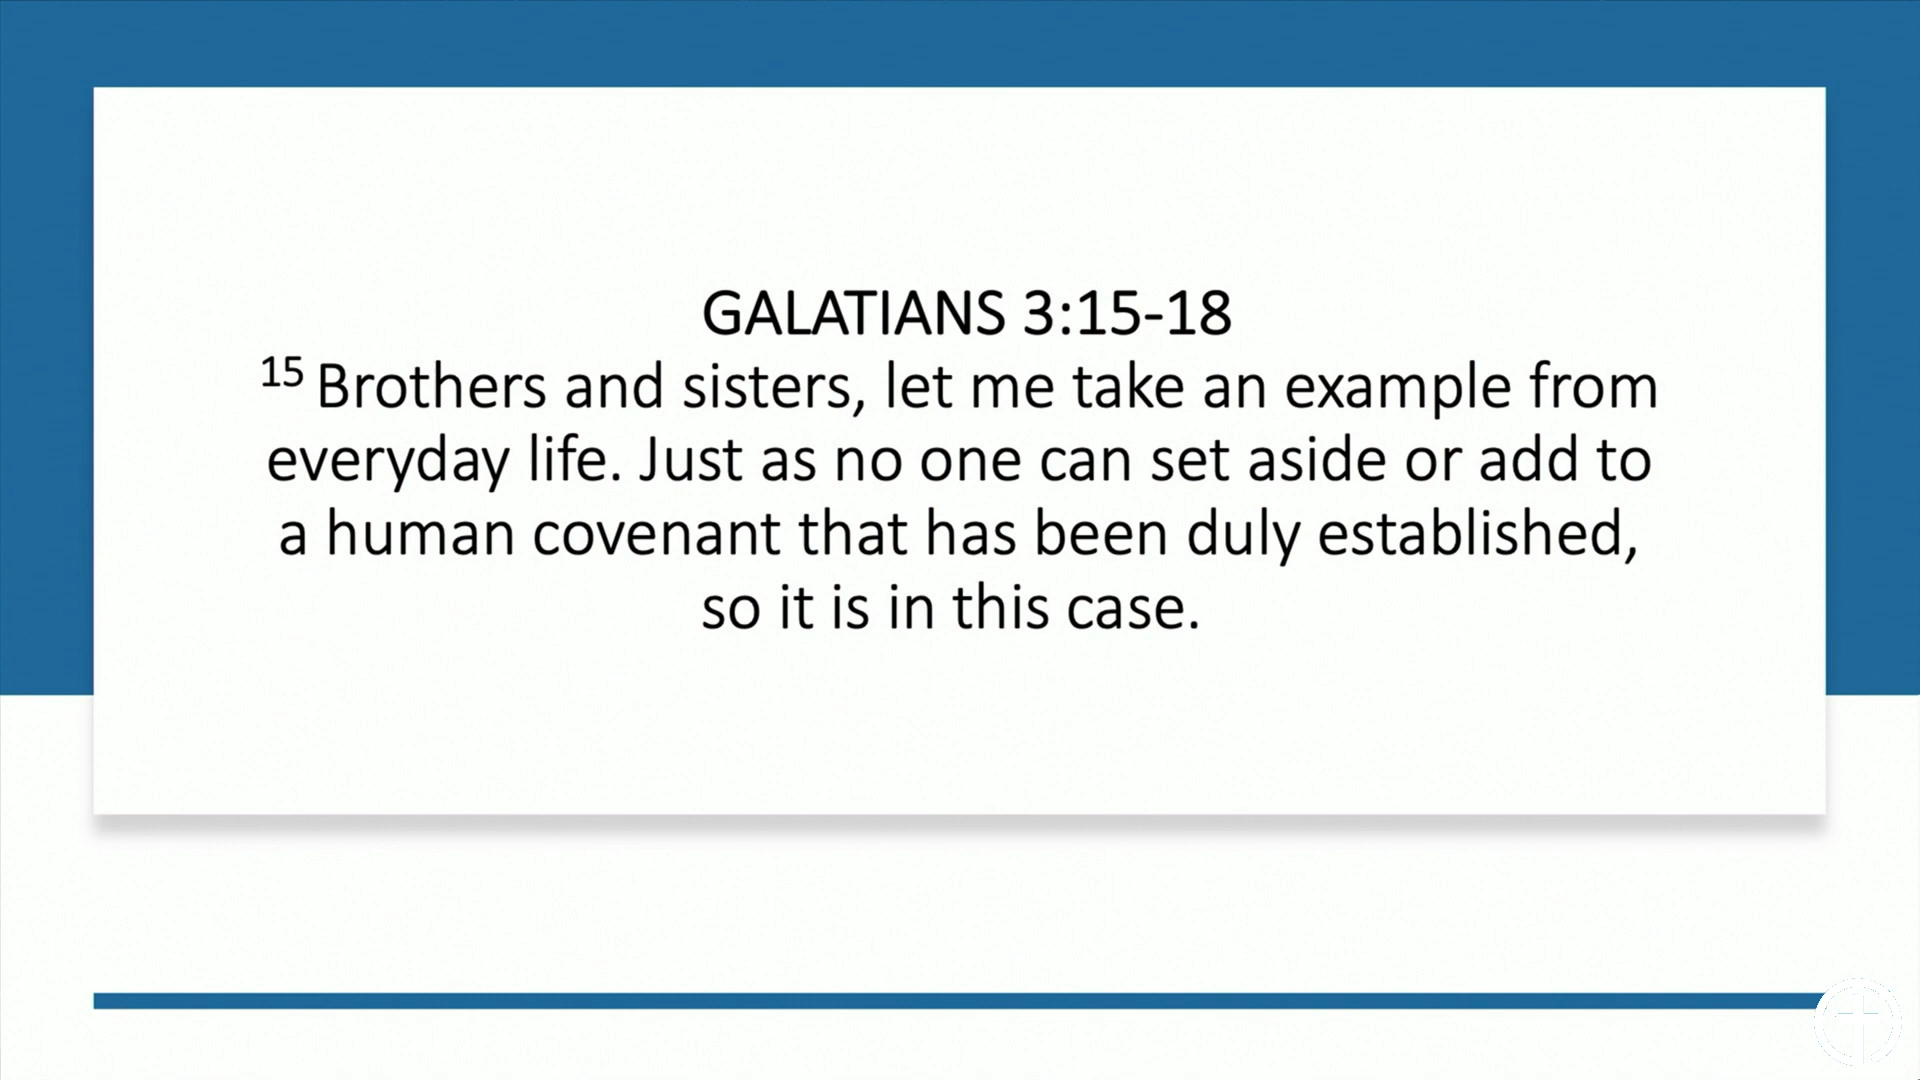 GALATIANS 3:15-18
15 Brothers and sisters, let me take an example from
everyday life. Just as no one can set aside or add to
a human covenant that has been duly established,
so it is in this case.